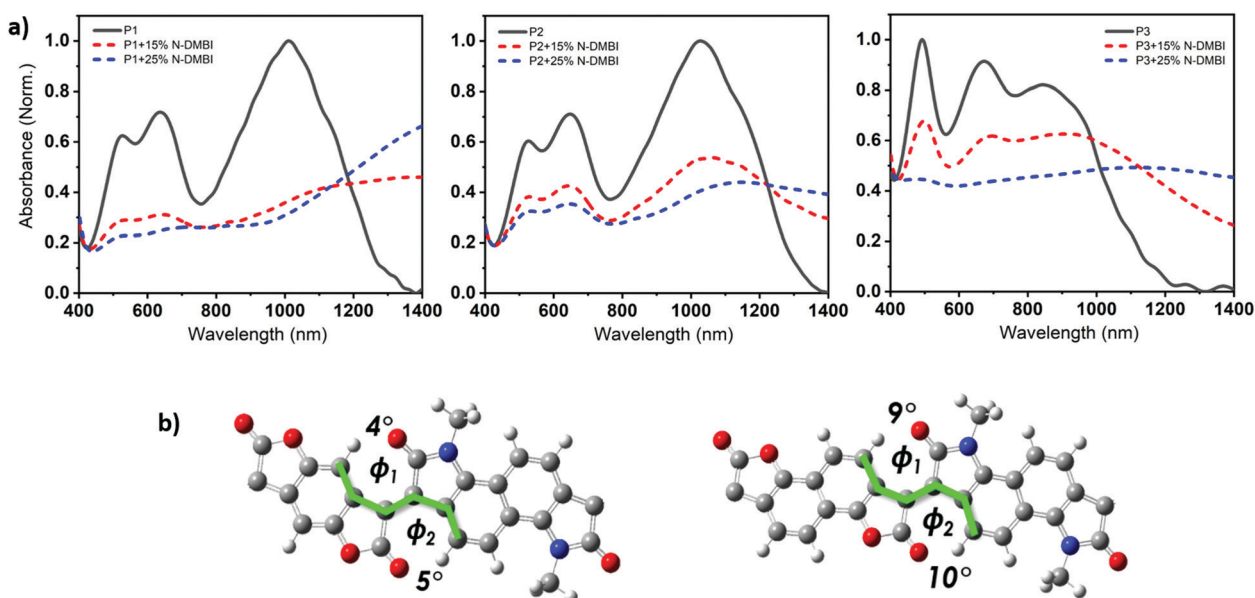 a)
P1
P1+15% N-DMBI
P1+25% N-DMBI
P2
P2+15% N-DMBI
P2+25% N-DMBI
P3
P3+15% N-DMBI
P3+25% N-DMBI
Absorbance (Norm.)
1.0
0.8
0.6
0.4
0.2
0.0
400 600 800 1000 1200 1400
Wavelength (nm)
1.0
0.8
0.6
0.4
0.2
0.0
400 600 800 1000 1200 1400
Wavelength (nm)
1.0
0.8
0.6
0.4
0.2
0.0
400 600 800 1000 1200 1400
Wavelength (nm)
b)
4°
ϕ1
ϕ2
5°
9°
ϕ1
ϕ2
10°